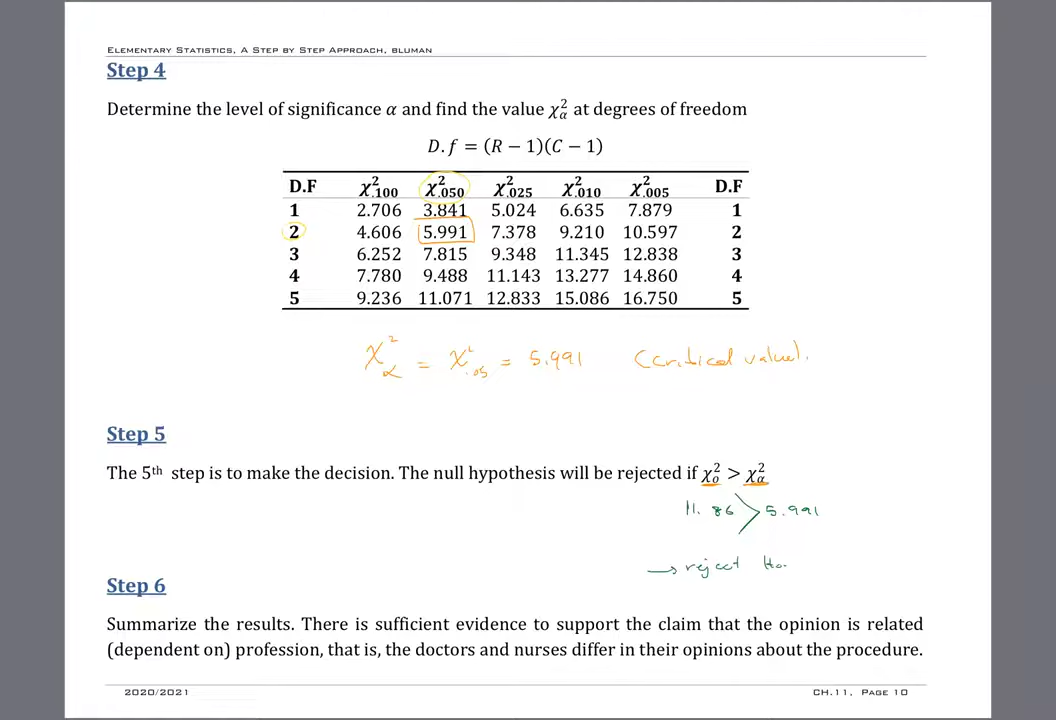 ELEMENTARY STATISTICS, A STEP BY STEP APPROACH, BLUMAN
Step 4
Determine the level of significance α and find the value χ²α at degrees of freedom
D.f = (R − 1)(C − 1)
D.F χ².100 χ².050 χ².025 χ².010 χ².005 D.F
1 2.706 3.841 5.024 6.635 7.879 1
2 4.606 5.991 7.378 9.210 10.597 2
3 6.252 7.815 9.348 11.345 12.838 3
4 7.780 9.488 11.143 13.277 14.860 4
5 9.236 11.071 12.833 15.086 16.750 5
χ²α = χ².05 = 5.991 (critical value).
Step 5
The 5th step is to make the decision. The null hypothesis will be rejected if χ²o > χ²α
11.86 > 5.991
→ reject Ho
Step 6
Summarize the results. There is sufficient evidence to support the claim that the opinion is related
(dependent on) profession, that is, the doctors and nurses differ in their opinions about the procedure.
2020/2021 CH.11, PAGE 10